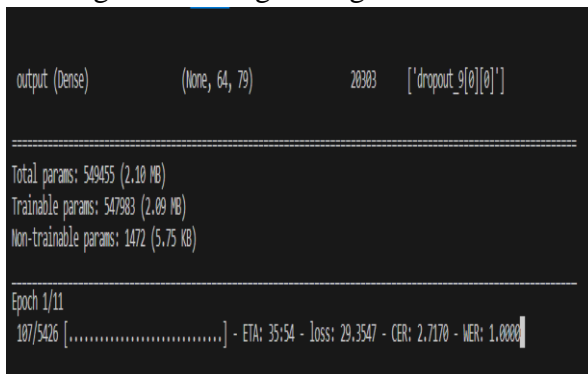 output (Dense) (None, 64, 79) 20303 ['dropout_9[0][0]']
Total params: 549455 (2.10 MB)
Trainable params: 547983 (2.09 MB)
Non-trainable params: 1472 (5.75 KB)
Epoch 1/11
107/5426 [..............................] - ETA: 35:54 - loss: 29.3547 - CER: 2.7170 - WER: 1.0000